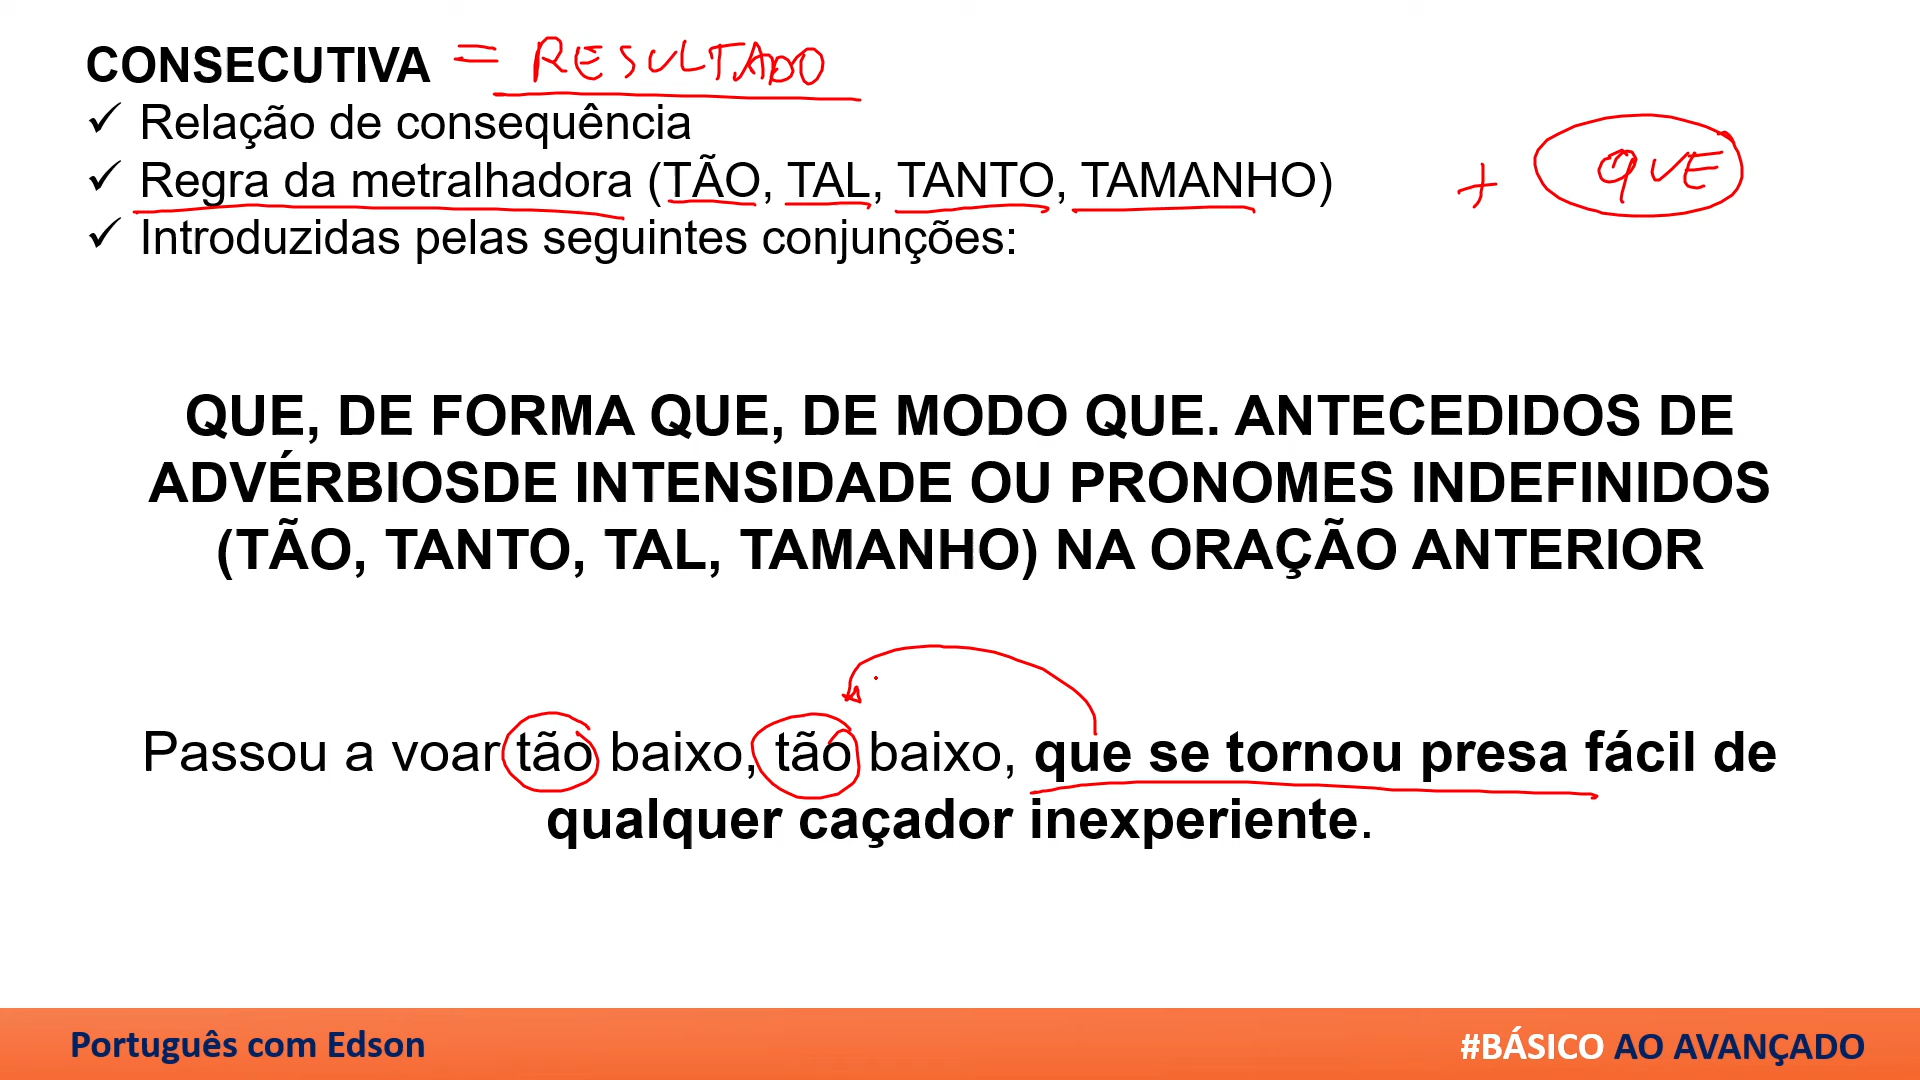 CONSECUTIVA = RESULTADO
✓ Relação de consequência
✓ Regra da metralhadora (TÃO, TAL, TANTO, TAMANHO) + QUE
✓ Introduzidas pelas seguintes conjunções:
QUE, DE FORMA QUE, DE MODO QUE. ANTECEDIDOS DE
ADVÉRBIOSDE INTENSIDADE OU PRONOMES INDEFINIDOS
(TÃO, TANTO, TAL, TAMANHO) NA ORAÇÃO ANTERIOR
Passou a voar tão baixo, tão baixo, que se tornou presa fácil de
qualquer caçador inexperiente.
Português com Edson
#BÁSICO AO AVANÇADO